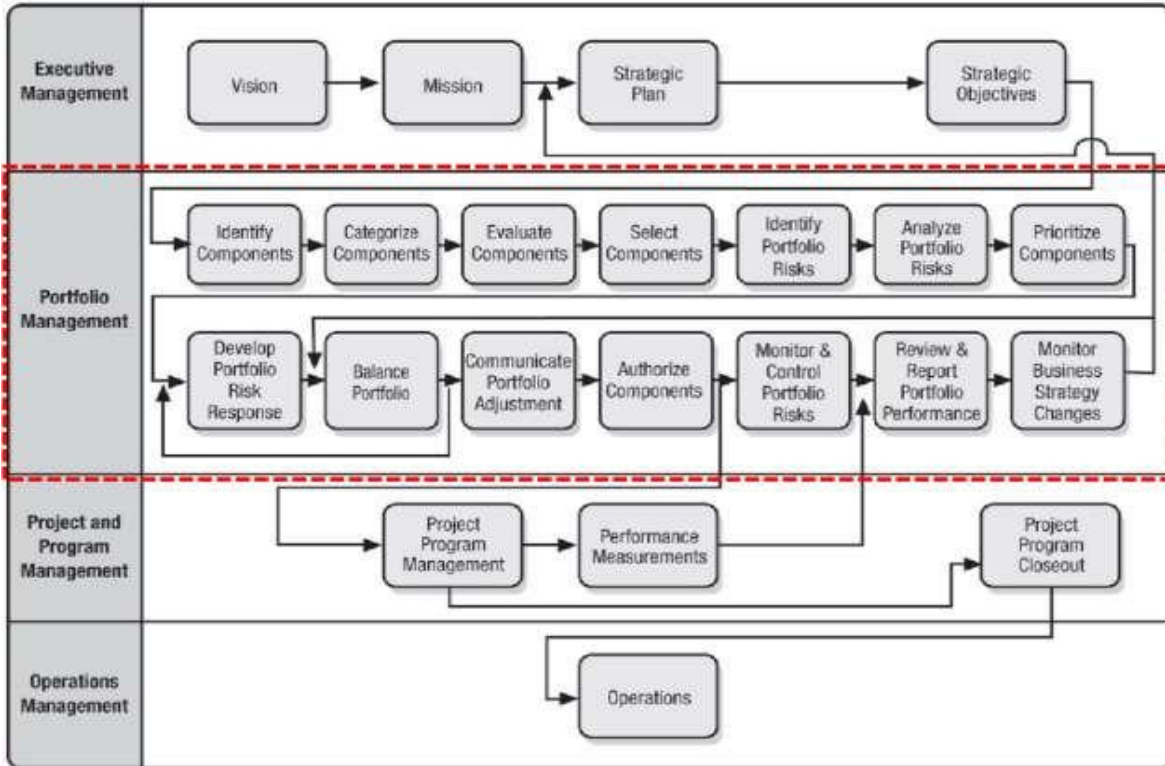 Executive
Management
Vision
Mission
Strategic
Plan
Strategic
Objectives
Portfolio
Management
Identify
Components
Categorize
Components
Evaluate
Components
Select
Components
Identify
Portfolio
Risks
Analyze
Portfolio
Risks
Prioritize
Components
Develop
Portfolio
Risk
Response
Balance
Portfolio
Communicate
Portfolio
Adjustment
Authorize
Components
Monitor &
Control
Portfolio
Risks
Review &
Report
Portfolio
Performance
Monitor
Business
Strategy
Changes
Project and
Program
Management
Project
Program
Management
Performance
Measurements
Project
Program
Closeout
Operations
Management
Operations